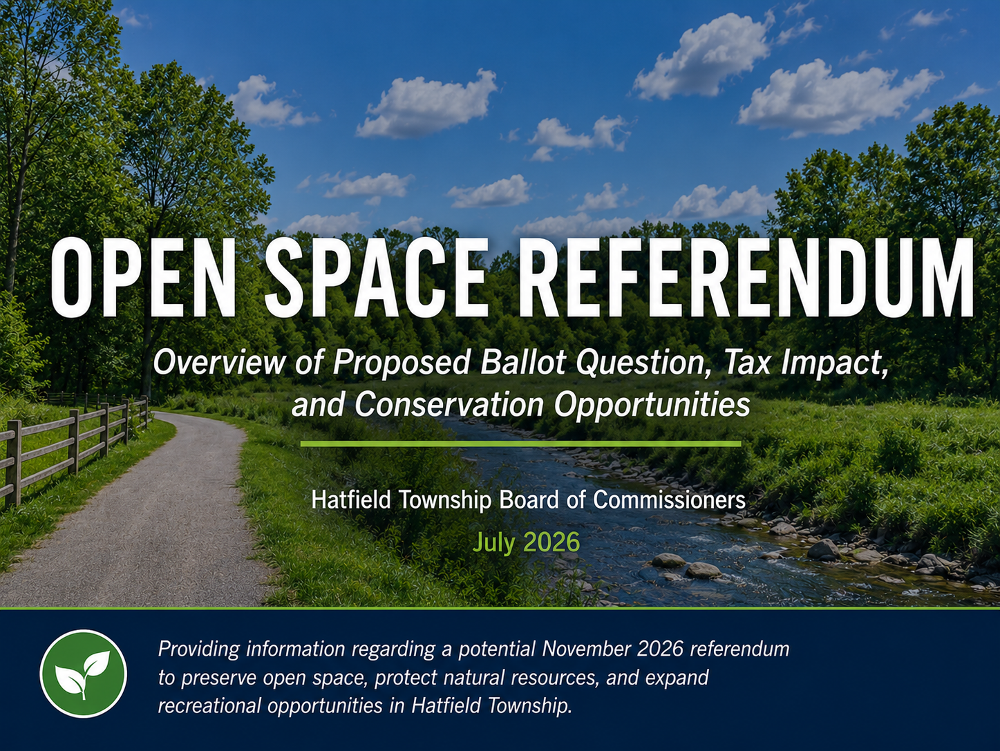 OPEN SPACE REFERENDUM
Overview of Proposed Ballot Question, Tax Impact,
and Conservation Opportunities
Hatfield Township Board of Commissioners
July 2026
Providing information regarding a potential November 2026 referendum
to preserve open space, protect natural resources, and expand
recreational opportunities in Hatfield Township.